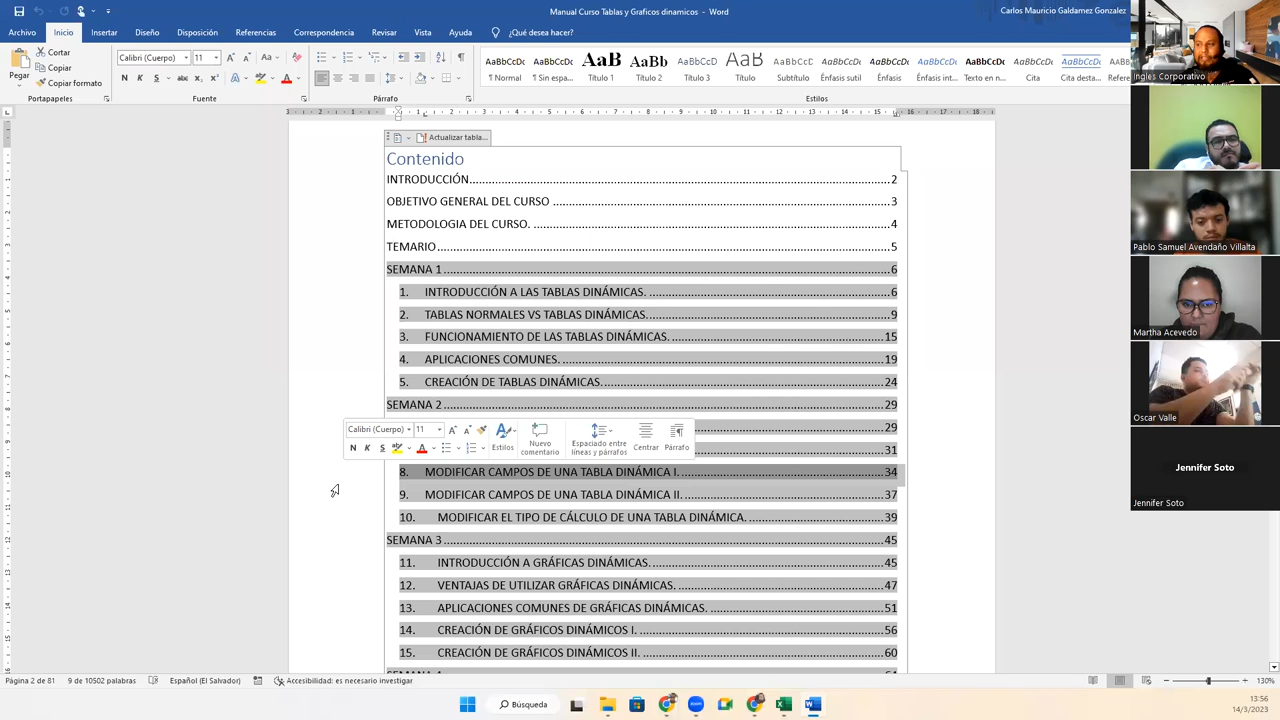 Manual Curso Tablas y Graficos dinamicos - Word
Carlos Mauricio Galdamez Gonzalez
Archivo Inicio Insertar Diseño Disposición Referencias Correspondencia Revisar Vista Ayuda ¿Qué desea hacer?
Pegar
Cortar
Copiar
Copiar formato
Portapapeles
Calibri (Cuerpo) 11
Fuente
Párrafo
¶ Normal
¶ Sin espa...
Título 1
Título 2
Título 3
Título
Subtítulo
Énfasis sutil
Énfasis
Énfasis int...
Texto en n...
Cita
Cita desta...
Estilos
Actualizar tabla...
Contenido
INTRODUCCIÓN 2
OBJETIVO GENERAL DEL CURSO 3
METODOLOGIA DEL CURSO. 4
TEMARIO 5
SEMANA 1 6
1. INTRODUCCIÓN A LAS TABLAS DINÁMICAS. 6
2. TABLAS NORMALES VS TABLAS DINÁMICAS. 9
3. FUNCIONAMIENTO DE LAS TABLAS DINÁMICAS. 15
4. APLICACIONES COMUNES. 19
5. CREACIÓN DE TABLAS DINÁMICAS. 24
SEMANA 2 29
29
31
Calibri (Cuerpo) 11
N K S
Estilos
Nuevo comentario
Espaciado entre líneas y párrafos
Centrar
Párrafo
8. MODIFICAR CAMPOS DE UNA TABLA DINÁMICA I. 34
9. MODIFICAR CAMPOS DE UNA TABLA DINÁMICA II. 37
10. MODIFICAR EL TIPO DE CÁLCULO DE UNA TABLA DINÁMICA. 39
SEMANA 3 45
11. INTRODUCCIÓN A GRÁFICAS DINÁMICAS. 45
12. VENTAJAS DE UTILIZAR GRÁFICAS DINÁMICAS. 47
13. APLICACIONES COMUNES DE GRÁFICAS DINÁMICAS. 51
14. CREACIÓN DE GRÁFICOS DINÁMICOS I. 56
15. CREACIÓN DE GRÁFICOS DINÁMICOS II. 60
Ingles Corporativo
Pablo Samuel Avendaño Villalta
Martha Acevedo
Oscar Valle
Jennifer Soto
Jennifer Soto
Página 2 de 81 9 de 10502 palabras Español (El Salvador) Accesibilidad: es necesario investigar 130%
Búsqueda
13:56
14/3/2023